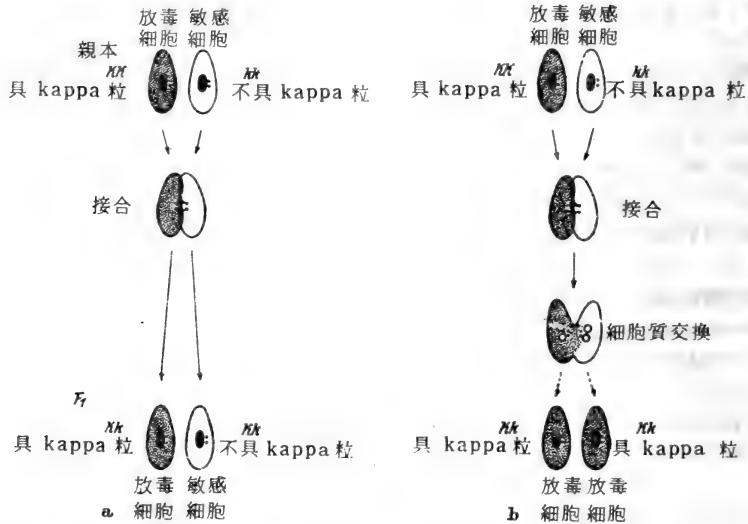 放毒 敏感
細胞 細胞
親本
KK kk
具 kappa 粒 不具 kappa 粒
接合
F1
Kk Kk
具 kappa 粒 不具 kappa 粒
放毒 敏感
a 細胞 細胞
放毒 敏感
細胞 細胞
KK kk
具 kappa 粒 不具 kappa 粒
接合
細胞質交換
Kk Kk
具 kappa 粒 具 kappa 粒
放毒 放毒
b 細胞 細胞